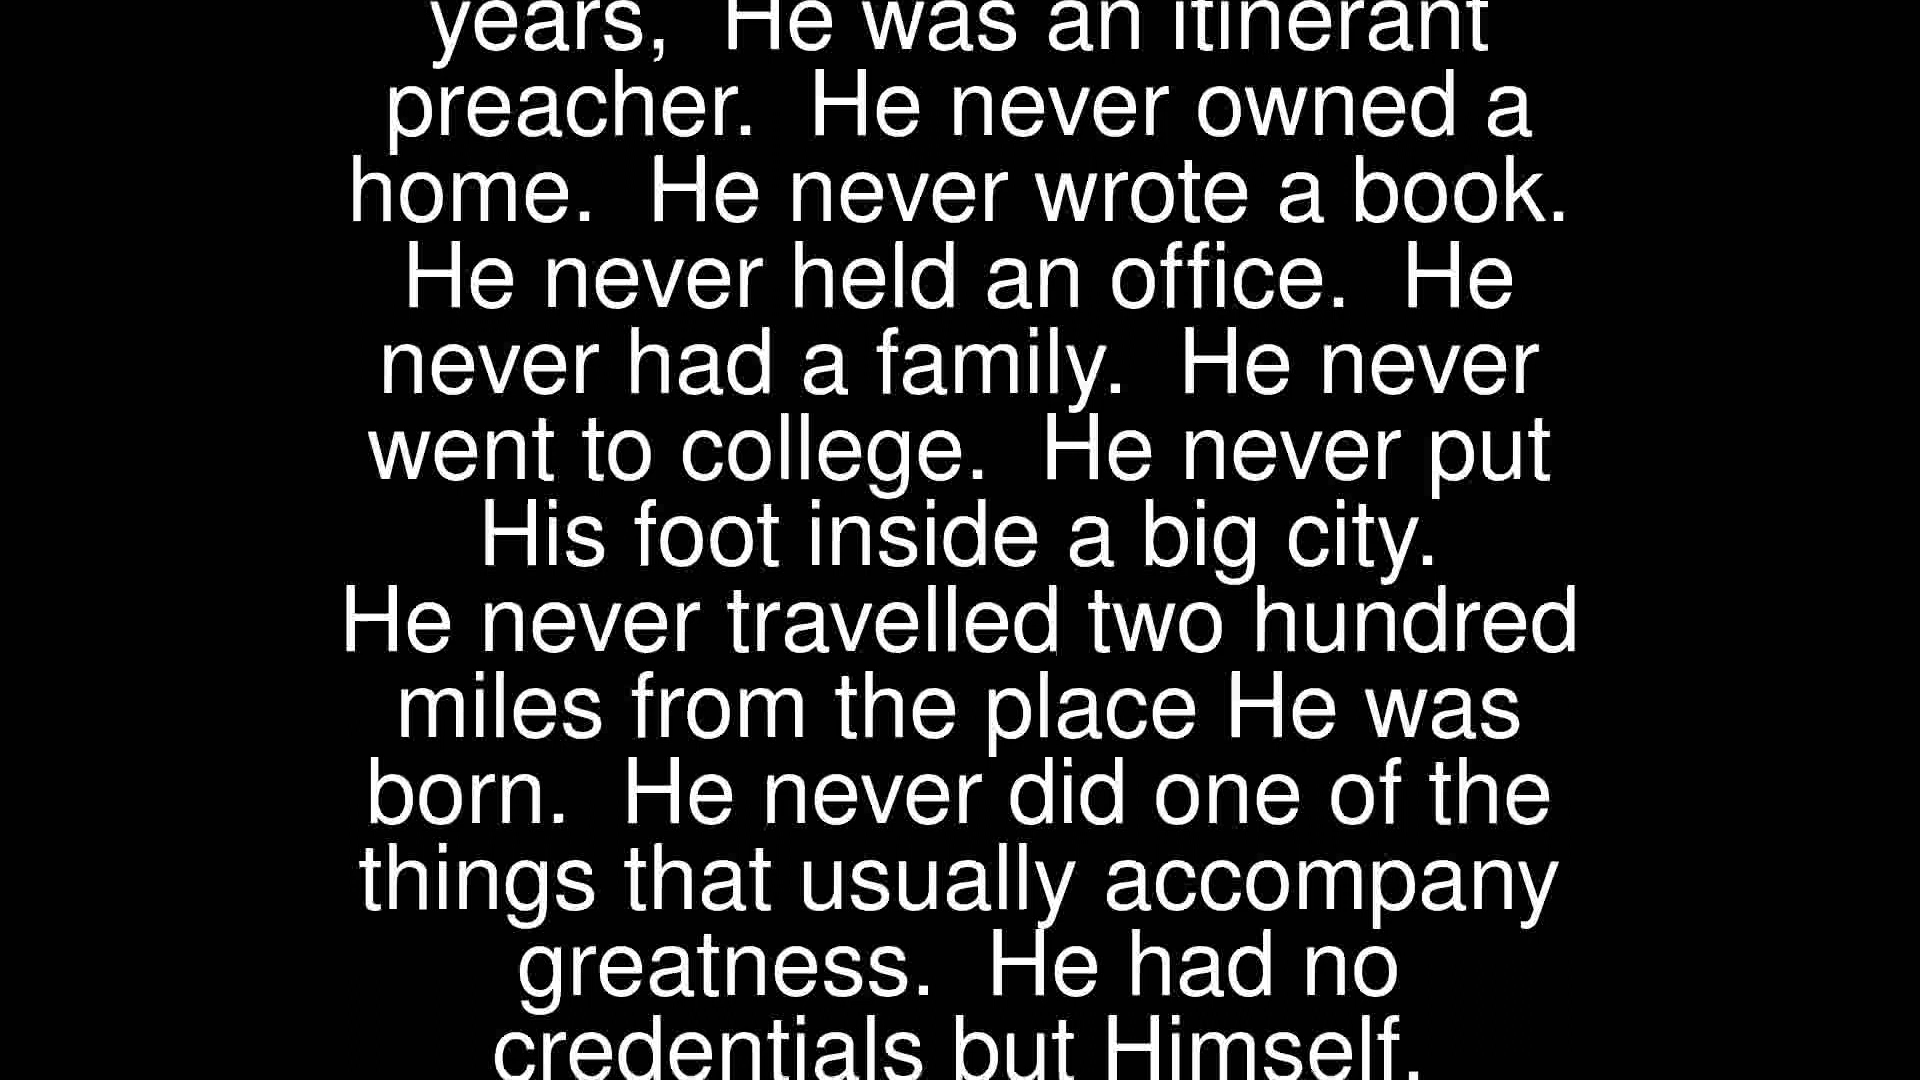 years,  He was an itinerant
preacher.  He never owned a
home.  He never wrote a book.
He never held an office.  He
never had a family.  He never
went to college.  He never put
His foot inside a big city.
He never travelled two hundred
miles from the place He was
born.  He never did one of the
things that usually accompany
greatness.  He had no
credentials but Himself.